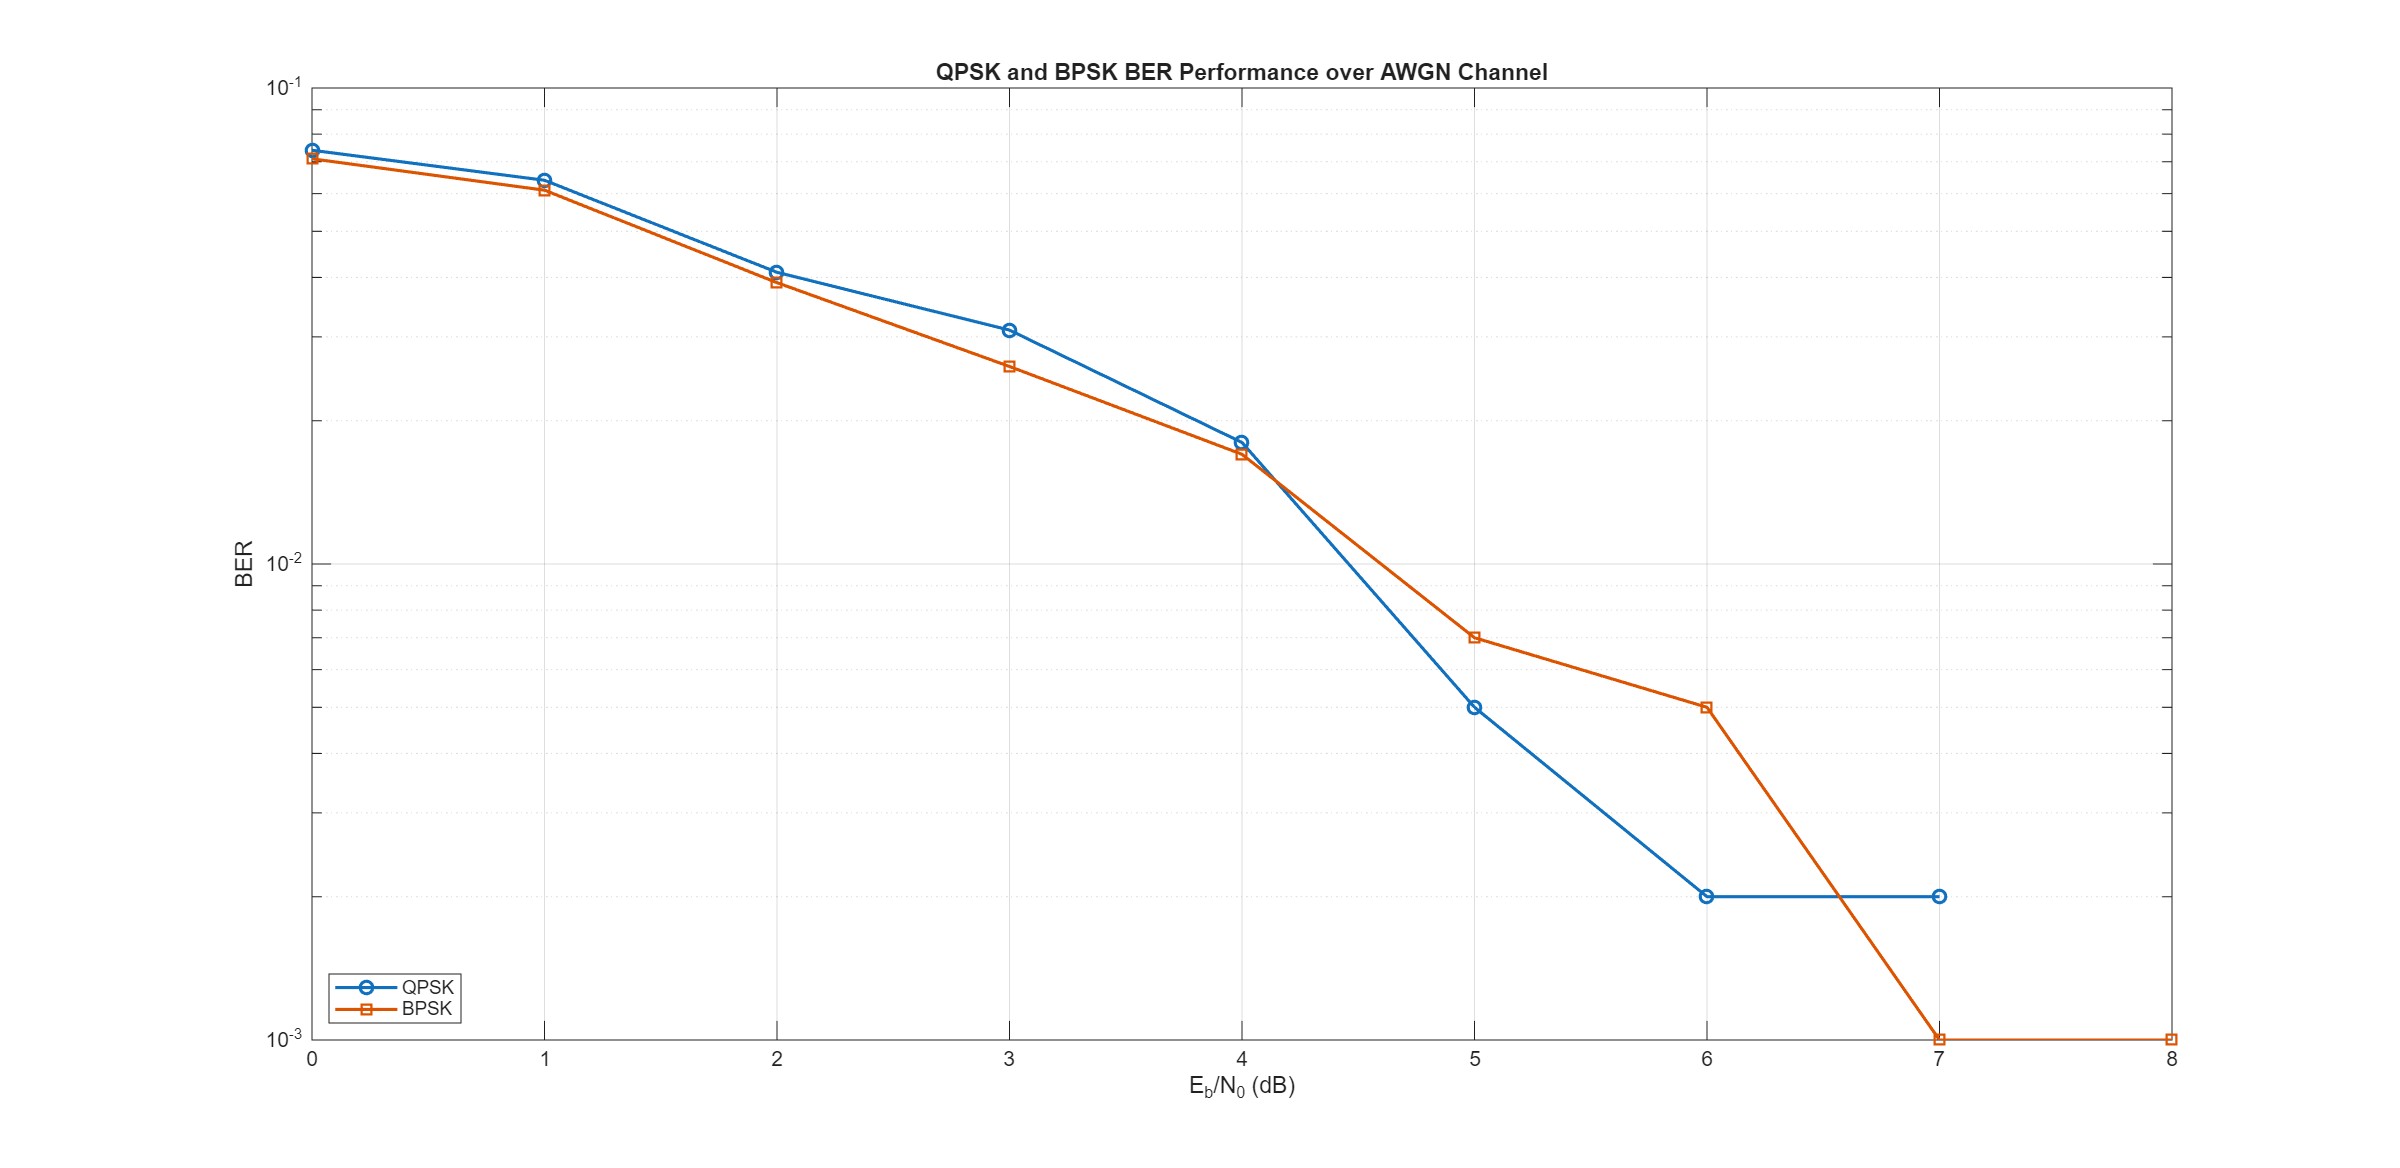 QPSK and BPSK BER Performance over AWGN Channel
10⁻¹
10⁻²
10⁻³
BER
QPSK
BPSK
0 1 2 3 4 5 6 7 8
E_b/N_0 (dB)